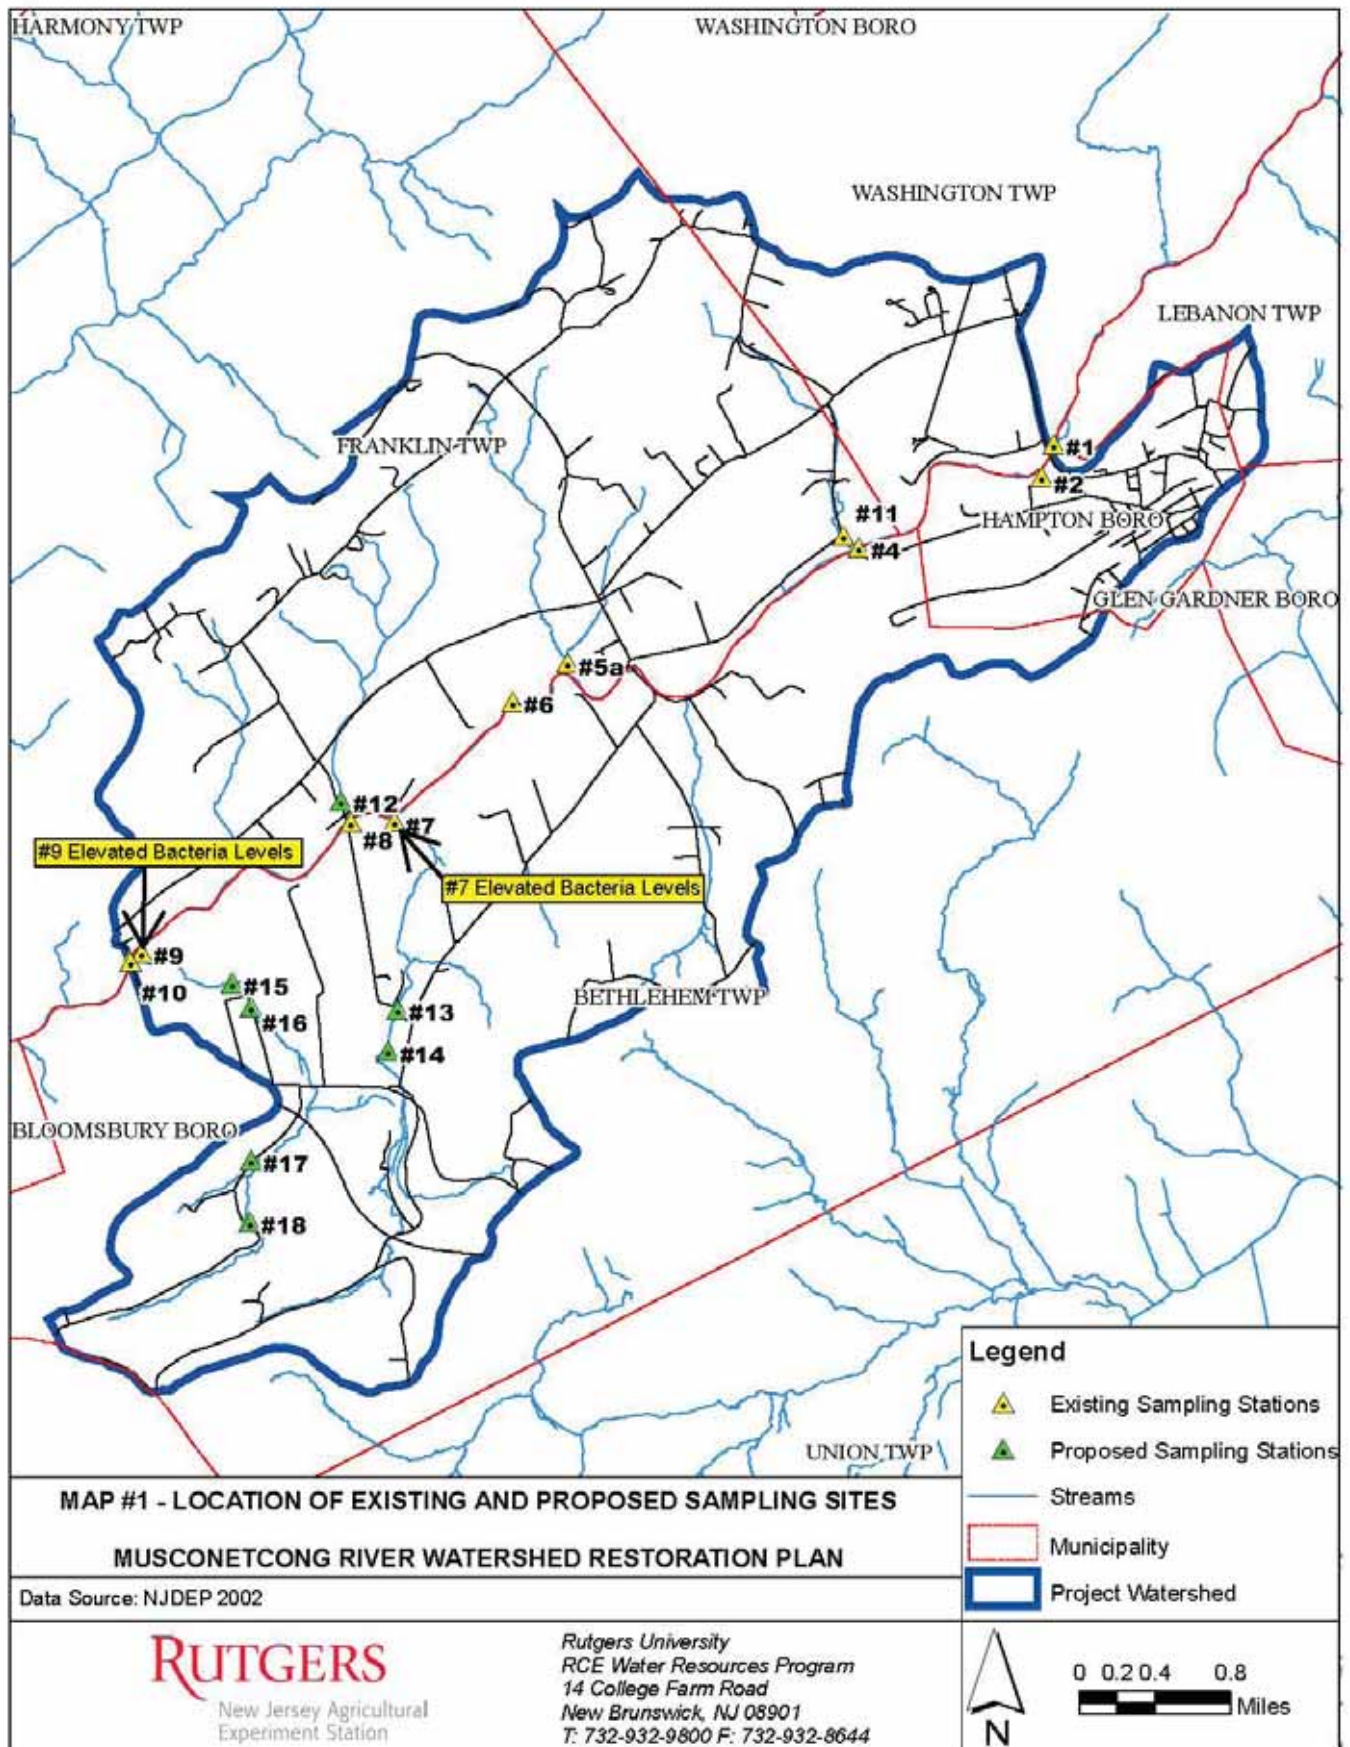 HARMONY TWP
WASHINGTON BORO
WASHINGTON TWP
LEBANON TWP
FRANKLIN TWP
#1
#2
#11
HAMPTON BORO
#4
GLEN GARDNER BORO
#5a
#6
#12
#8
#7
#9 Elevated Bacteria Levels
#7 Elevated Bacteria Levels
#9
#10
#15
#16
BETHLEHEM TWP
#13
#14
BLOOMSBURY BORO
#17
#18
UNION TWP
Legend
Existing Sampling Stations
Proposed Sampling Stations
Streams
Municipality
Project Watershed
MAP #1 - LOCATION OF EXISTING AND PROPOSED SAMPLING SITES
MUSCONETCONG RIVER WATERSHED RESTORATION PLAN
Data Source: NJDEP 2002
RUTGERS
New Jersey Agricultural
Experiment Station
Rutgers University
RCE Water Resources Program
14 College Farm Road
New Brunswick, NJ 08901
T: 732-932-9800 F: 732-932-8644
N
0 0.2 0.4 0.8
Miles